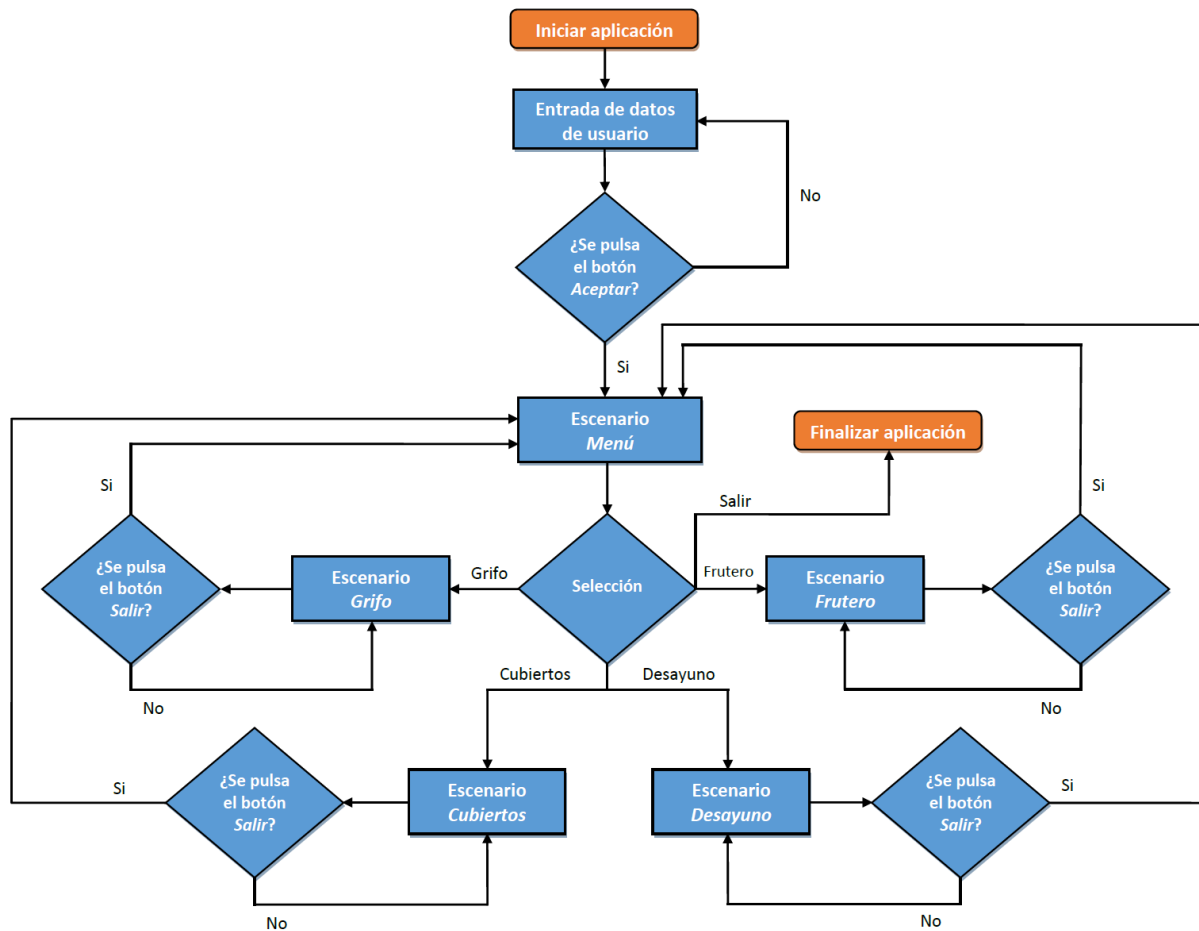 Iniciar aplicación
Entrada de datos
de usuario
No
¿Se pulsa
el botón
Aceptar?
Si
Escenario
Menú
Finalizar aplicación
Si
Salir
Si
¿Se pulsa
el botón
Salir?
Escenario
Grifo
Grifo
Selección
Frutero
Escenario
Frutero
¿Se pulsa
el botón
Salir?
No
Cubiertos
Desayuno
No
Si
¿Se pulsa
el botón
Salir?
Escenario
Cubiertos
Escenario
Desayuno
¿Se pulsa
el botón
Salir?
Si
No
No